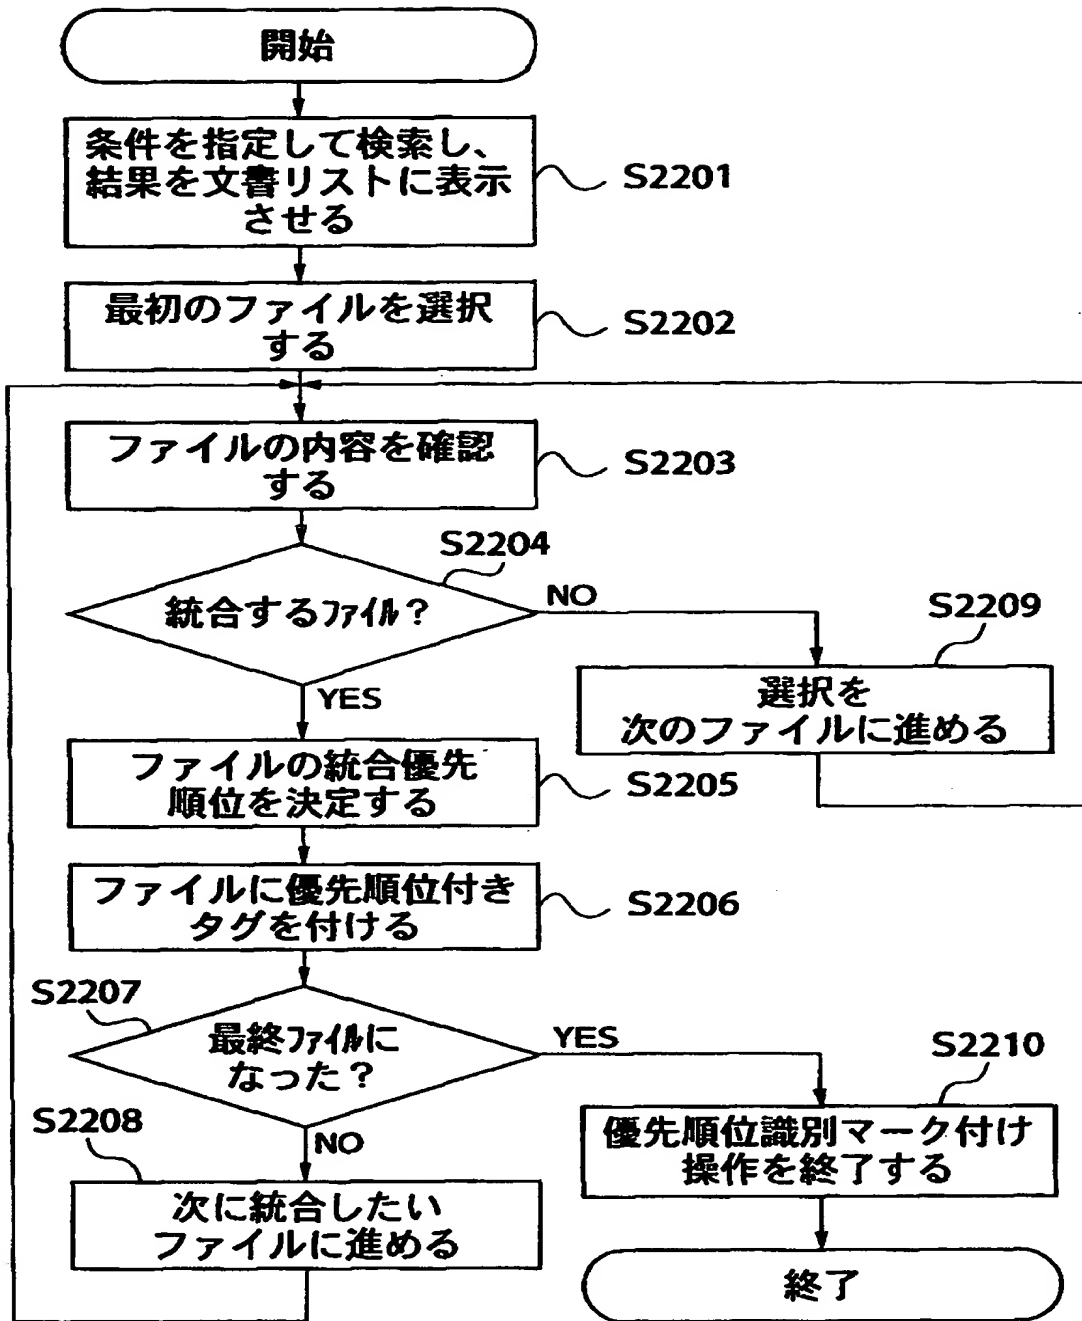 開始
条件を指定して検索し、
結果を文書リストに表示
させる
S2201
最初のファイルを選択
する
S2202
ファイルの内容を確認
する
S2203
S2204
統合するファイル？
NO
YES
S2209
選択を
次のファイルに進める
ファイルの統合優先
順位を決定する
S2205
ファイルに優先順位付き
タグを付ける
S2206
S2207
最終ファイルに
なった？
YES
NO
S2210
優先順位識別マーク付け
操作を終了する
S2208
次に統合したい
ファイルに進める
終了